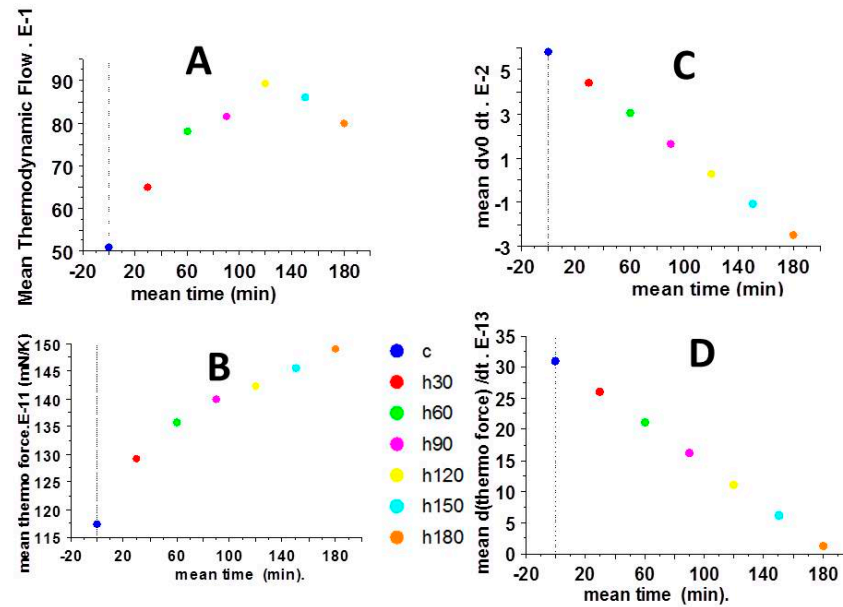 A
Mean Thermodynamic Flow . E-1
90
80
70
60
50
-20 20 60 100 140 180
mean time (min)
C
mean dv0 dt . E-2
5
3
1
-1
-3
-20 20 60 100 140 180
mean time (min)
B
mean thermo force.E-11 (mN/K)
150
145
140
135
130
125
120
115
-20 20 60 100 140 180
mean time (min).
c
h30
h60
h90
h120
h150
h180
D
mean d(thermo force) /dt . E-13
35
30
25
20
15
10
5
0
-20 20 60 100 140 180
mean time (min).